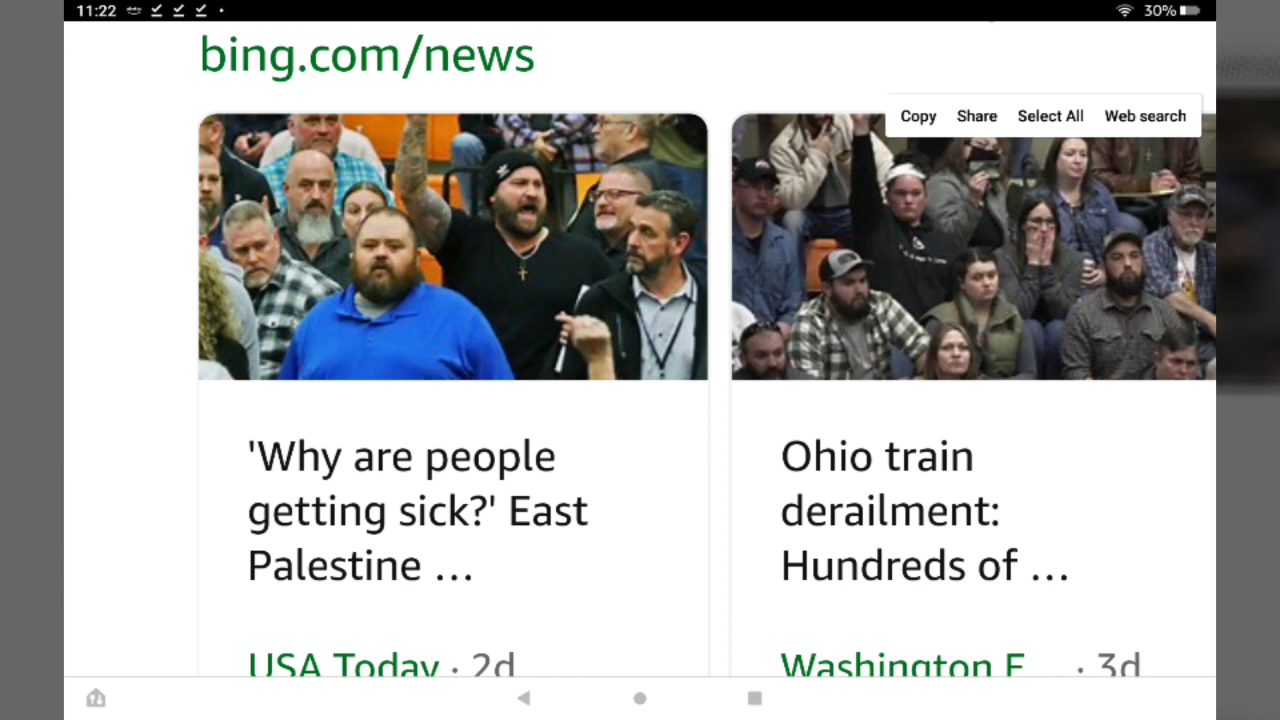 11:22
30%
bing.com/news
Copy Share Select All Web search
'Why are people
getting sick?' East
Palestine ...
USA Today · 2d
Ohio train
derailment:
Hundreds of ...
Washington E... · 3d